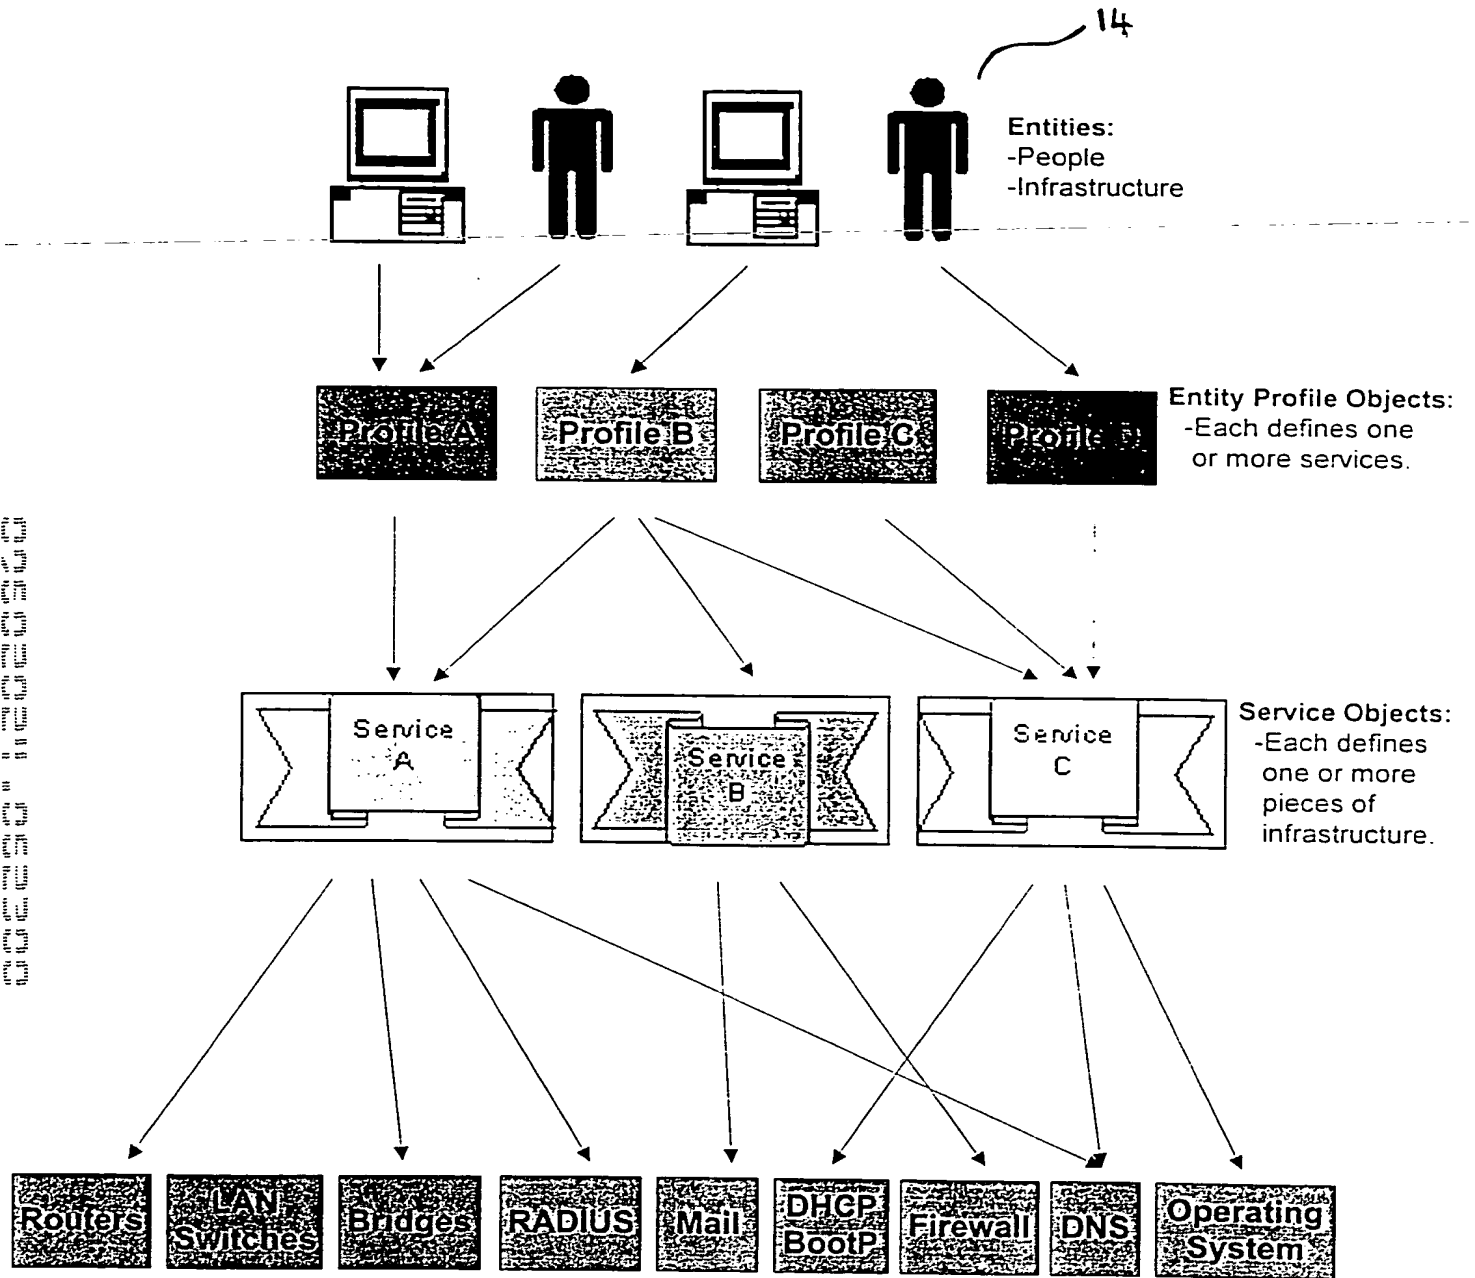 14
Entities:
-People
-Infrastructure
Profile A
Profile B
Profile C
Profile D
Entity Profile Objects:
-Each defines one
or more services.
Service
A
Service
B
Service
C
Service Objects:
-Each defines
one or more
pieces of
infrastructure.
Routers
LAN
Switches
Bridges
RADIUS
Mail
DHCP
BootP
Firewall
DNS
Operating
System